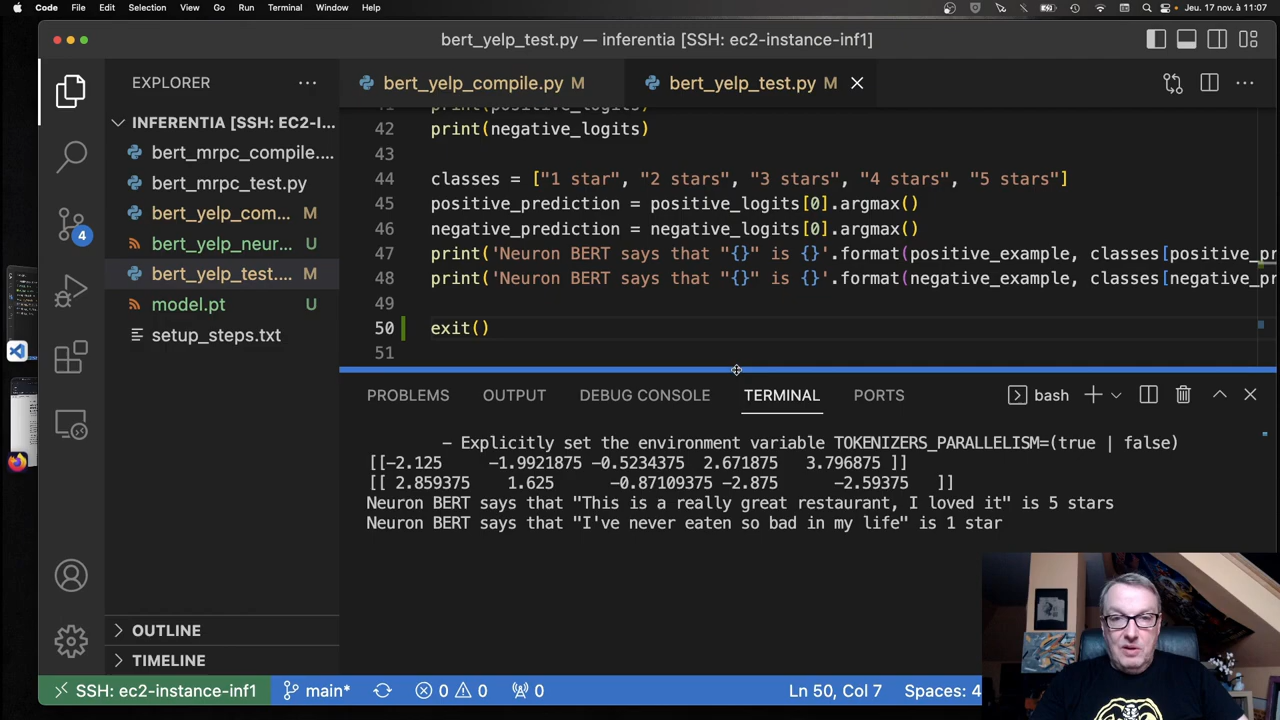 Code File Edit Selection View Go Run Terminal Window Help Jeu. 17 nov. à 11:07
bert_yelp_test.py — inferentia [SSH: ec2-instance-inf1]
EXPLORER
bert_yelp_compile.py M
bert_yelp_test.py M
INFERENTIA [SSH: EC2-I...
bert_mrpc_compile....
bert_mrpc_test.py
bert_yelp_com... M
bert_yelp_neur... U
bert_yelp_test.... M
model.pt U
setup_steps.txt
4
OUTLINE
TIMELINE
41 print(positive_logits)
42 print(negative_logits)
43
44 classes = ["1 star", "2 stars", "3 stars", "4 stars", "5 stars"]
45 positive_prediction = positive_logits[0].argmax()
46 negative_prediction = negative_logits[0].argmax()
47 print('Neuron BERT says that "{}" is {}'.format(positive_example, classes[positive_pr
48 print('Neuron BERT says that "{}" is {}'.format(negative_example, classes[negative_pr
49
50 exit()
51
PROBLEMS OUTPUT DEBUG CONSOLE TERMINAL PORTS bash
- Explicitly set the environment variable TOKENIZERS_PARALLELISM=(true | false)
[[-2.125 -1.9921875 -0.5234375 2.671875 3.796875 ]]
[[ 2.859375 1.625 -0.87109375 -2.875 -2.59375 ]]
Neuron BERT says that "This is a really great restaurant, I loved it" is 5 stars
Neuron BERT says that "I've never eaten so bad in my life" is 1 star
SSH: ec2-instance-inf1 main* 0 0 0 Ln 50, Col 7 Spaces: 4